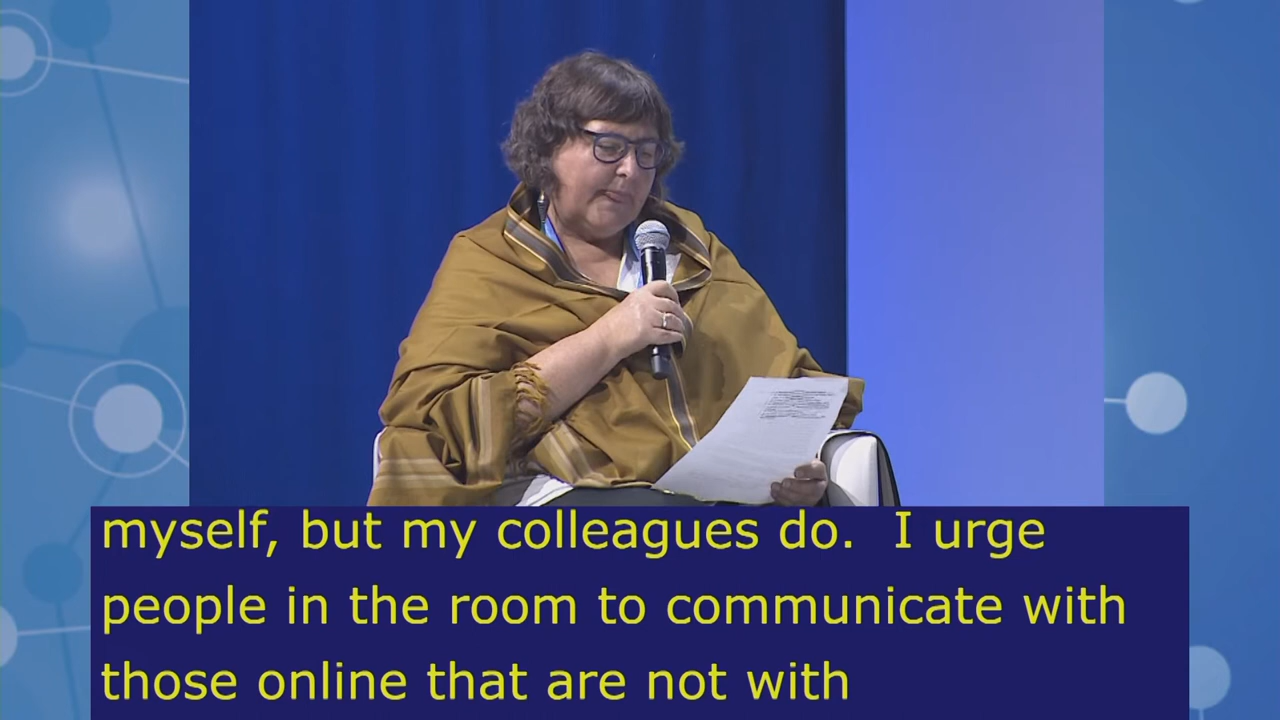 myself, but my colleagues do.  I urge
people in the room to communicate with
those online that are not with